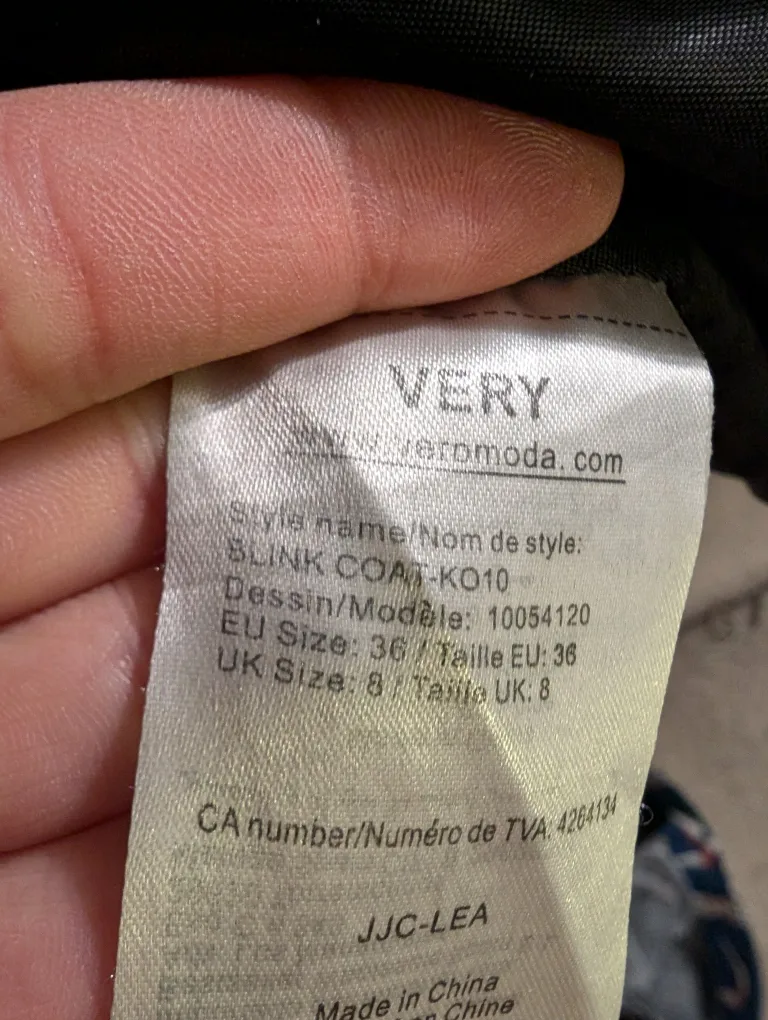 VERY
www.veromoda.com
Style name/Nom de style:
BLINK COAT-KO10
Dessin/Modèle: 10054120
EU Size: 36 / Taille EU: 36
UK Size: 8 / Taille UK: 8
CA number/Numéro de TVA: 4264134
JJC-LEA
Made in China
en Chine